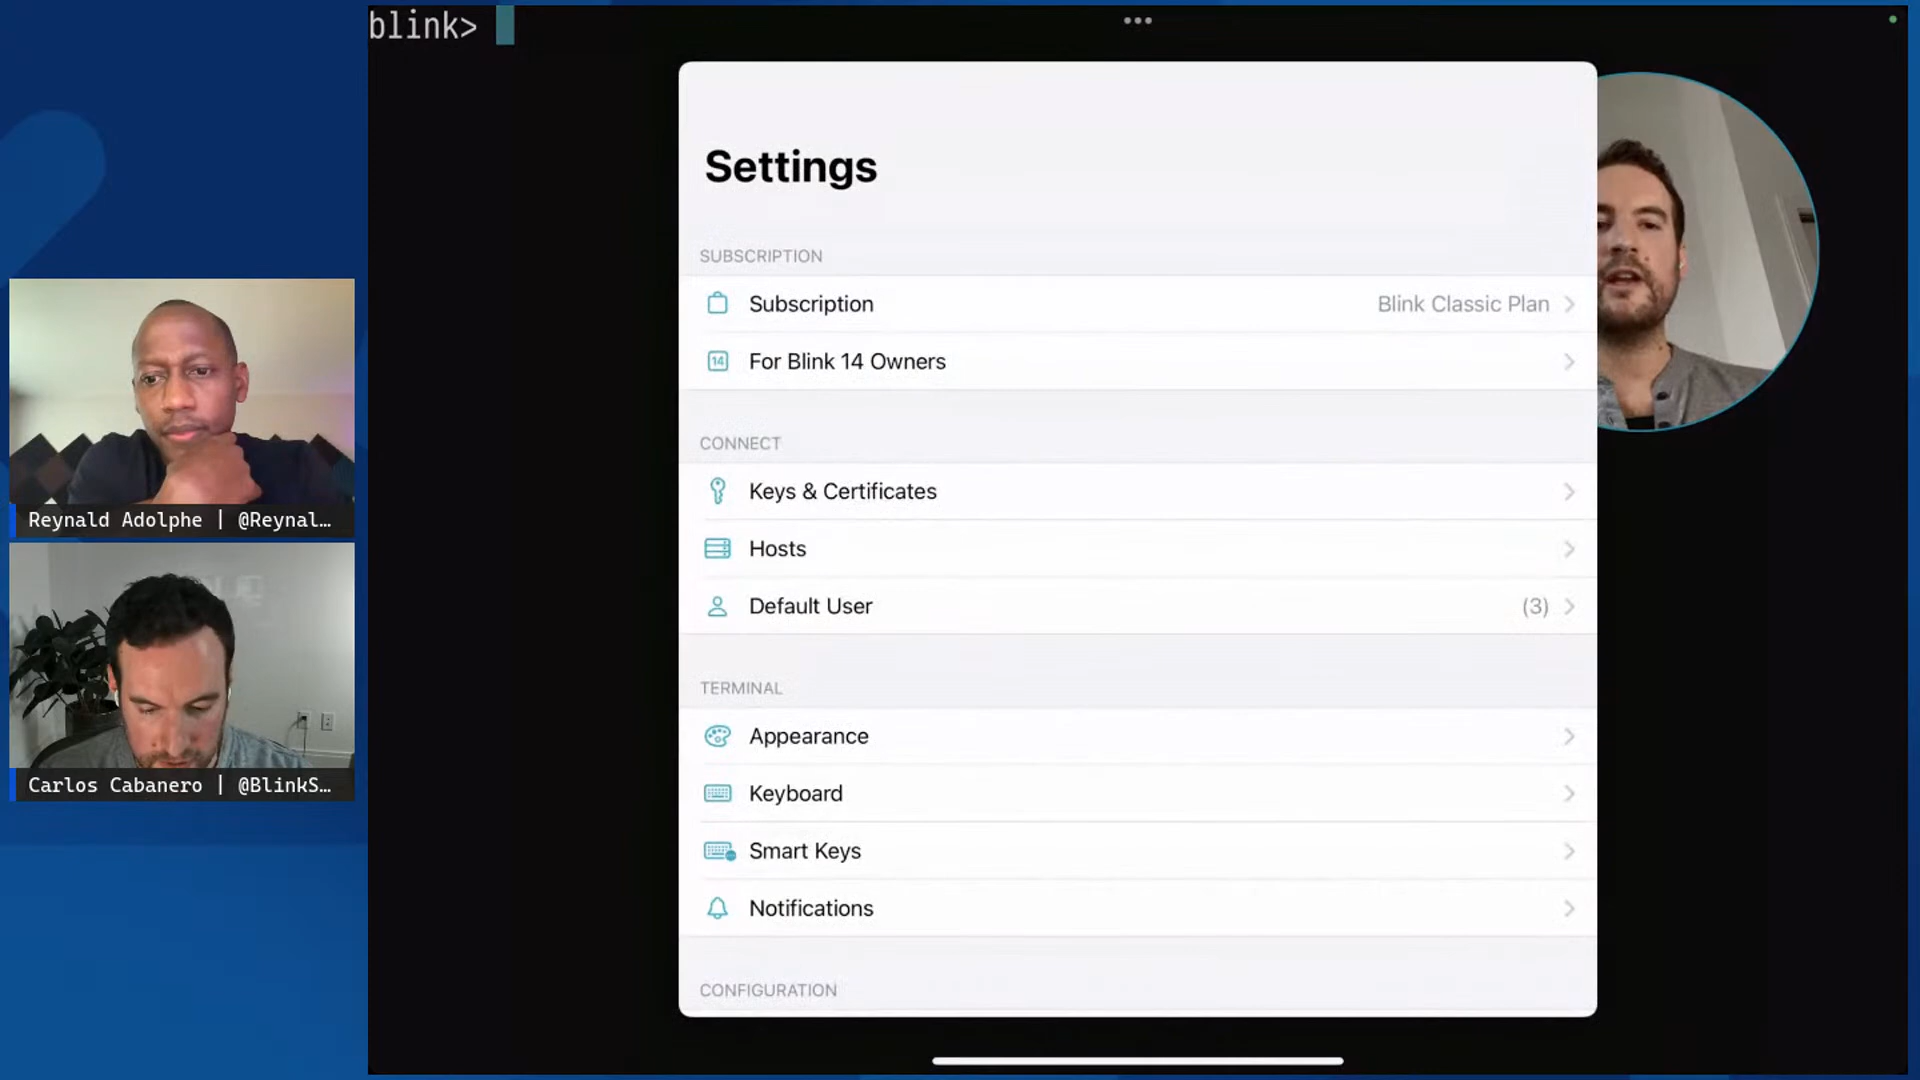 blink>
Settings
SUBSCRIPTION
Subscription
Blink Classic Plan
14
For Blink 14 Owners
CONNECT
Keys & Certificates
Hosts
Default User
(3)
TERMINAL
Appearance
Keyboard
Smart Keys
Notifications
CONFIGURATION
Reynald Adolphe | @Reynal…
Carlos Cabanero | @BlinkS…